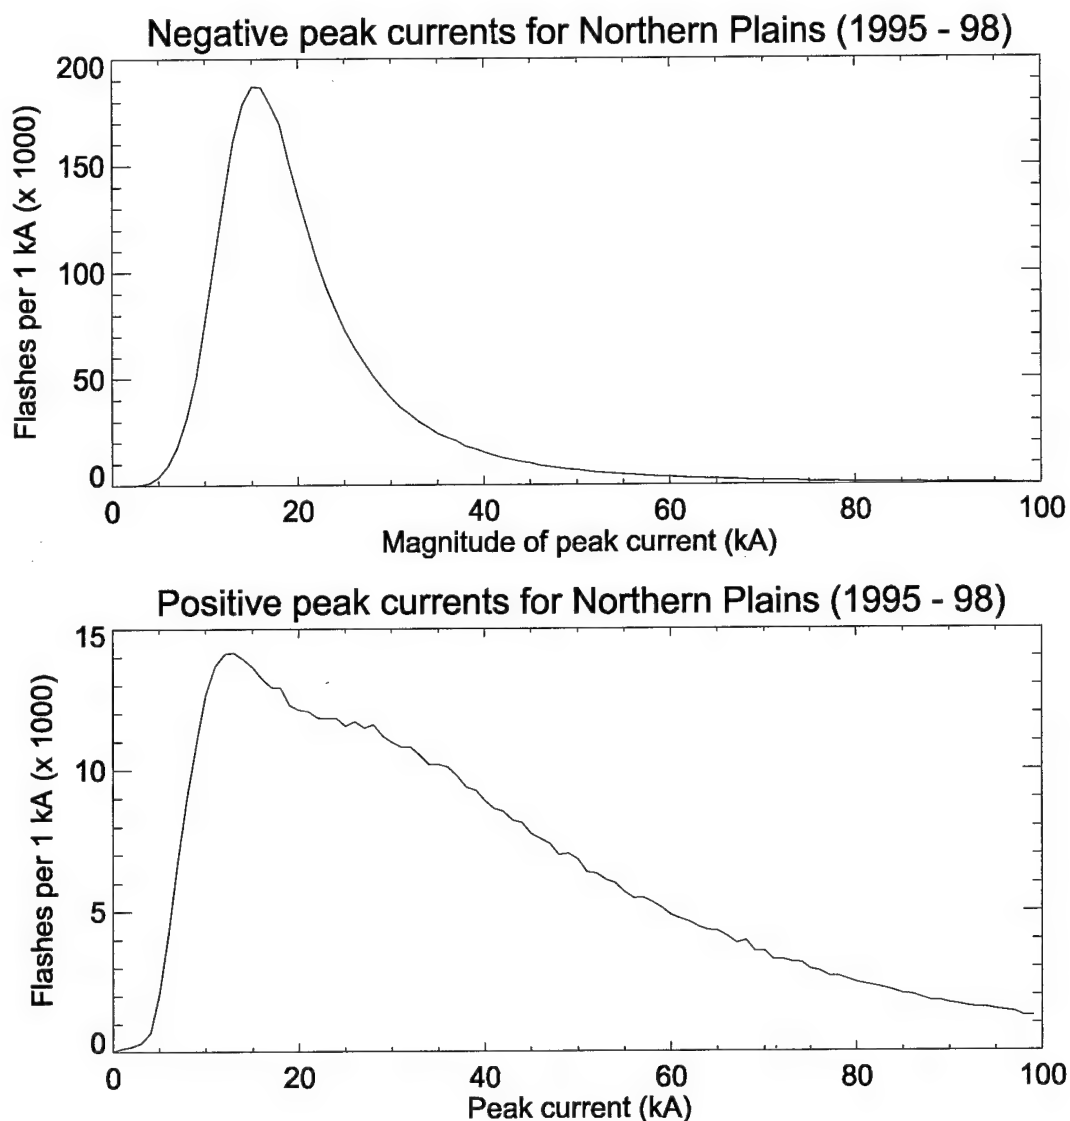 Negative peak currents for Northern Plains (1995 - 98)
200
150
100
50
0
Flashes per 1 kA (x 1000)
0 20 40 60 80 100
Magnitude of peak current (kA)
Positive peak currents for Northern Plains (1995 - 98)
15
10
5
0
Flashes per 1 kA (x 1000)
0 20 40 60 80 100
Peak current (kA)